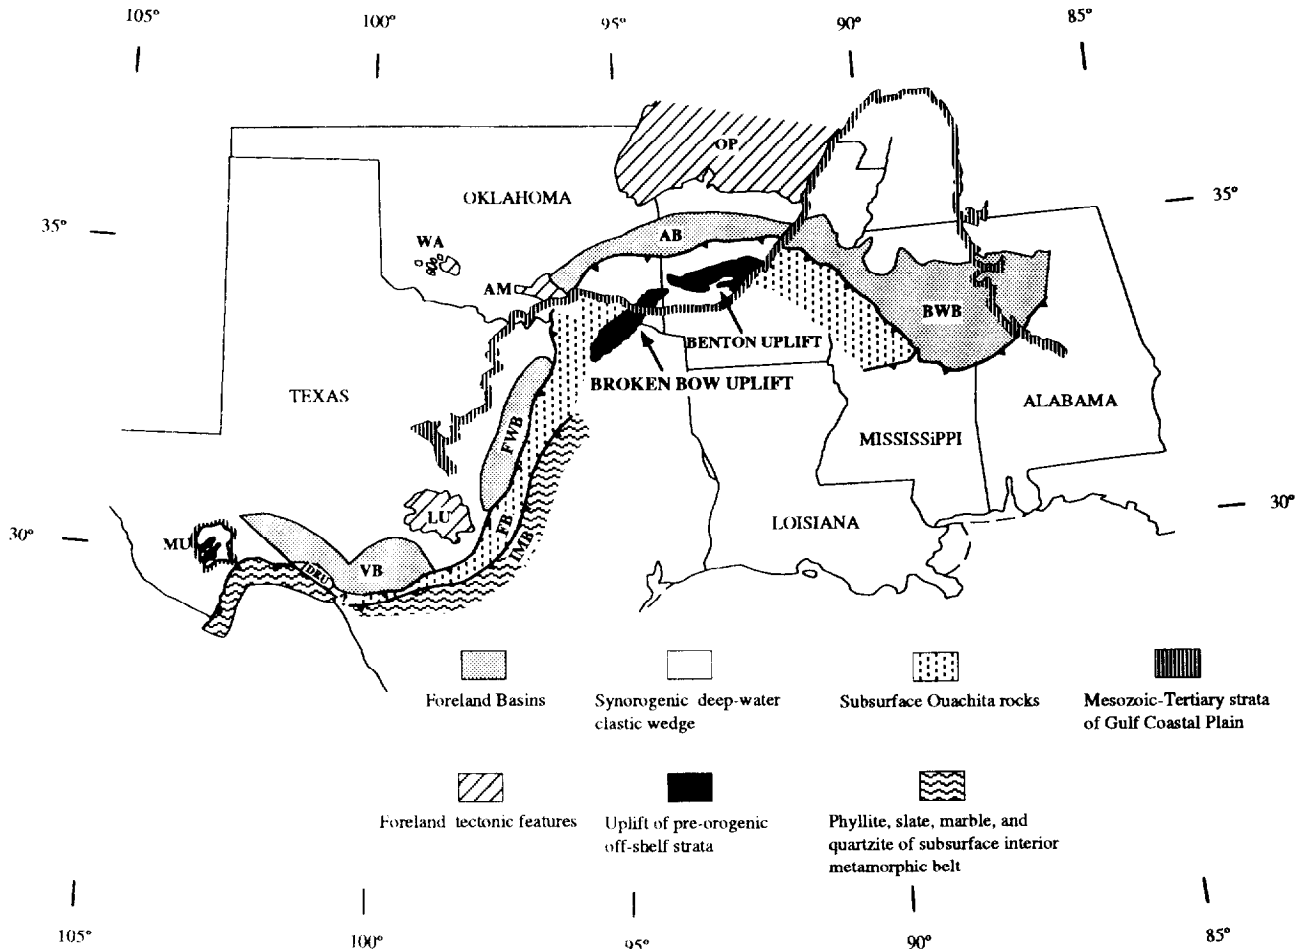 105°
100°
95°
90°
85°
OP
OKLAHOMA
35°
35°
WA
AB
AM
BWB
BENTON UPLIFT
BROKEN BOW UPLIFT
TEXAS
ALABAMA
FWB
MISSISSiPPI
30°
30°
LU
FB
IMB
LOISIANA
MU
DRU
VB
Foreland Basins
Synorogenic deep-water
clastic wedge
Subsurface Ouachita rocks
Mesozoic-Tertiary strata
of Gulf Coastal Plain
Foreland tectonic features
Uplift of pre-orogenic
off-shelf strata
Phyllite, slate, marble, and
quartzite of subsurface interior
metamorphic belt
105°
100°
95°
90°
85°